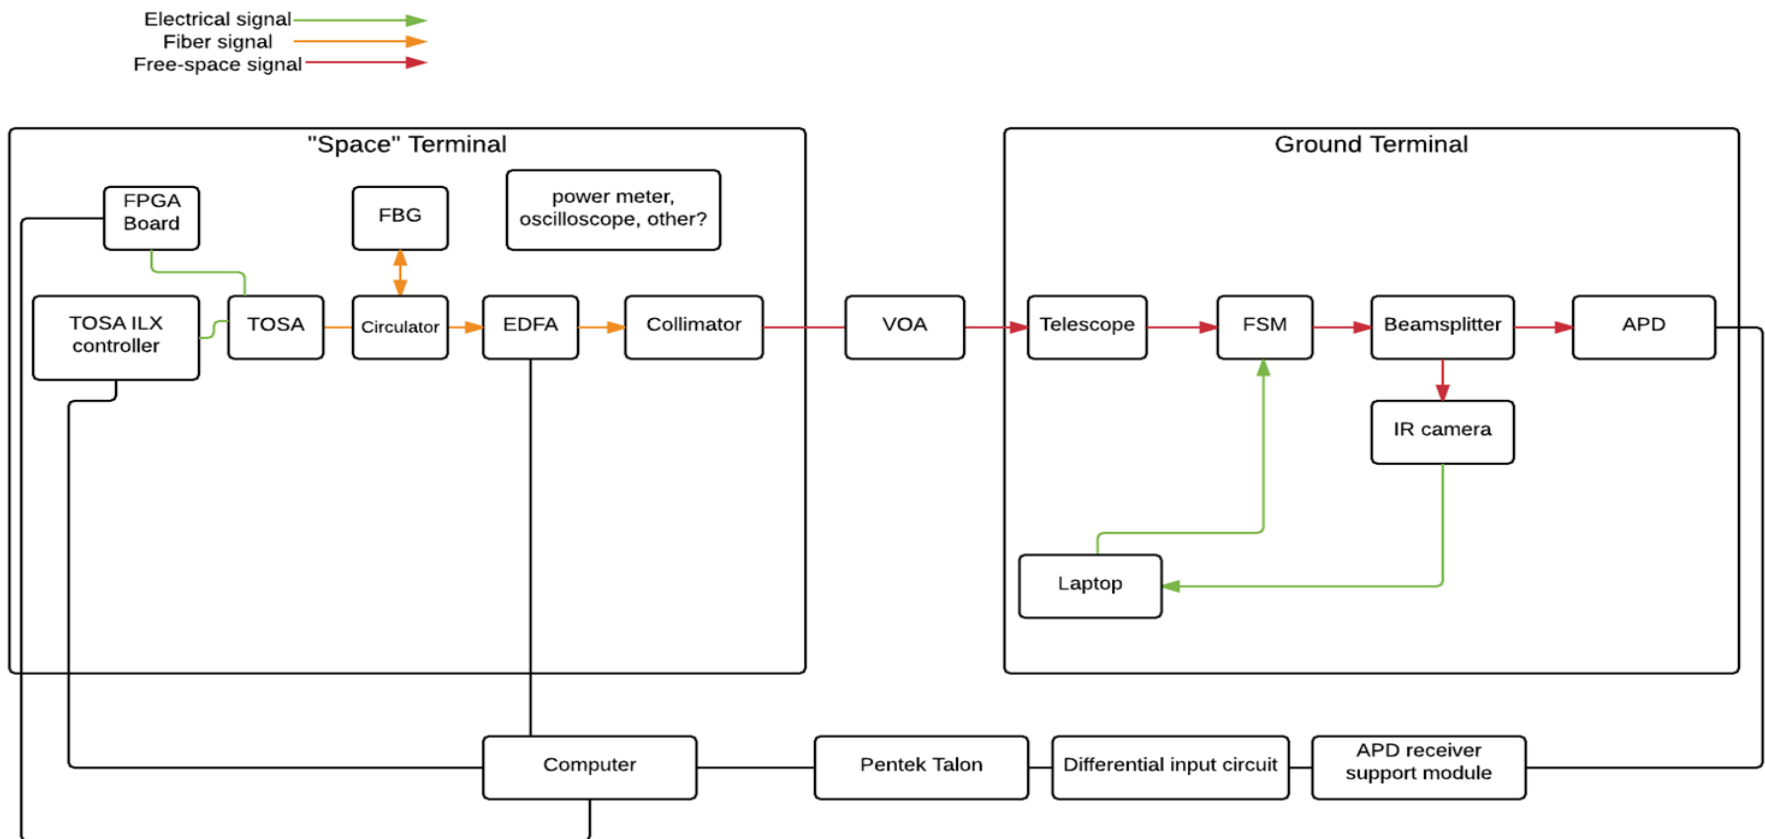 Electrical signal
Fiber signal
Free-space signal
"Space" Terminal
Ground Terminal
FPGA
Board
FBG
power meter,
oscilloscope, other?
TOSA ILX
controller
TOSA
Circulator
EDFA
Collimator
VOA
Telescope
FSM
Beamsplitter
APD
IR camera
Laptop
Computer
Pentek Talon
Differential input circuit
APD receiver
support module